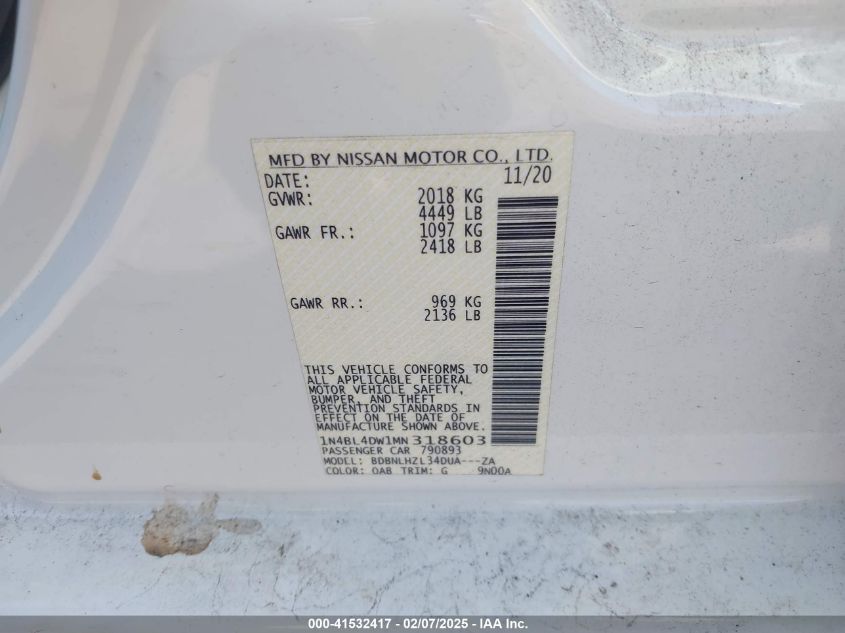 MFD BY NISSAN MOTOR CO., LTD.
DATE: 11/20
GVWR: 2018 KG
4449 LB
GAWR FR.: 1097 KG
2418 LB
GAWR RR.: 969 KG
2136 LB
THIS VEHICLE CONFORMS TO
ALL APPLICABLE FEDERAL
MOTOR VEHICLE SAFETY,
BUMPER, AND THEFT
PREVENTION STANDARDS IN
EFFECT ON THE DATE OF
MANUFACTURE SHOWN ABOVE.
1N4BL4DW1MN318603
PASSENGER CAR 790893
MODEL: BDBNLHZL34DUA---ZA
COLOR: QAB TRIM: G 9N00A
000-41532417 - 02/07/2025 - IAA Inc.